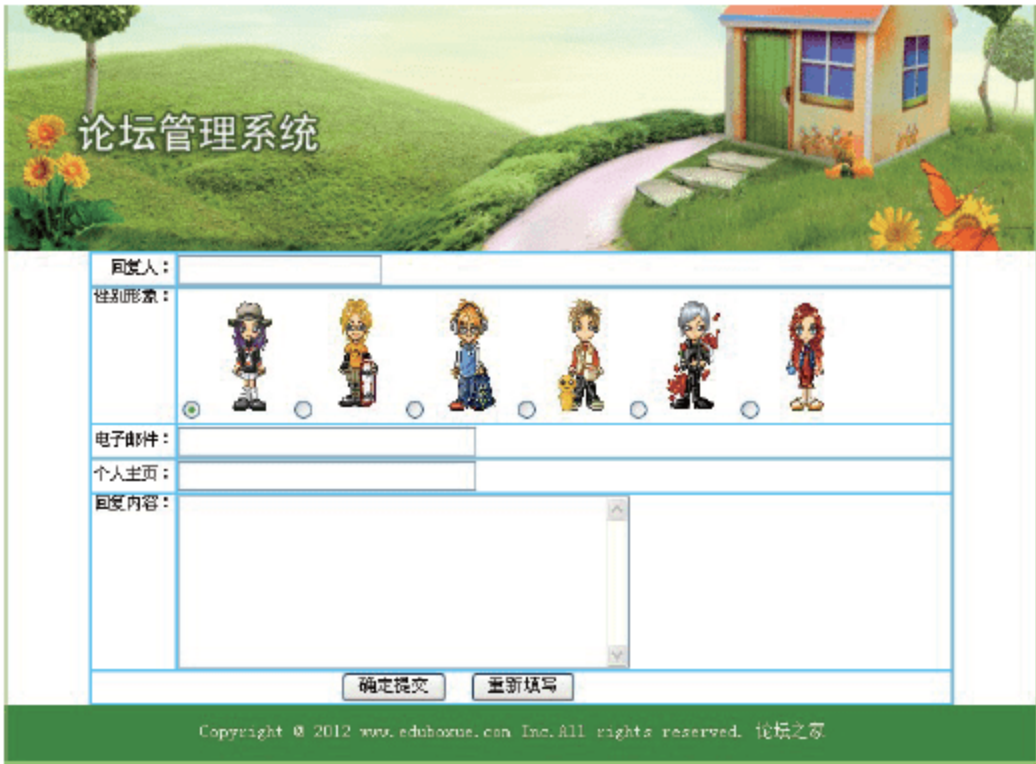 论坛管理系统
回复人：
性别形象：
电子邮件：
个人主页：
回复内容：
确定提交 重新填写
Copyright @ 2012 www.eduboxue.com Inc.All rights reserved. 论坛之家